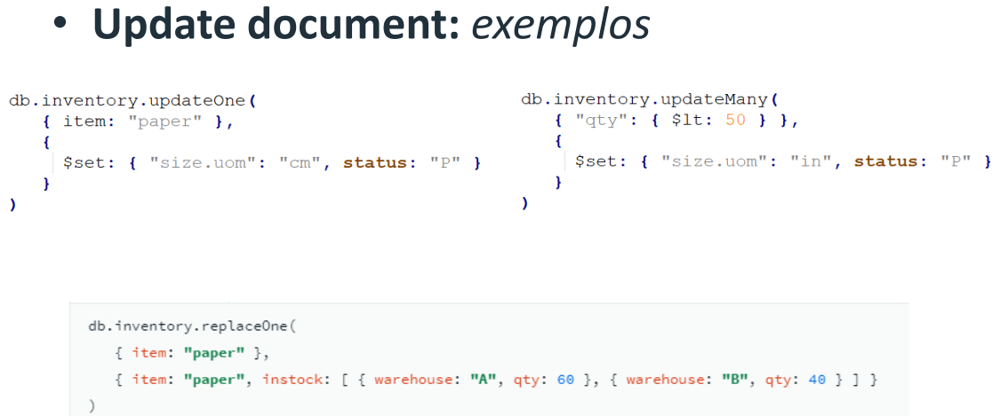 • Update document: exemplos
db.inventory.updateOne(
   { item: "paper" },
   {
     $set: { "size.uom": "cm", status: "P" }
   }
)
db.inventory.updateMany(
   { "qty": { $lt: 50 } },
   {
     $set: { "size.uom": "in", status: "P" }
   }
)
db.inventory.replaceOne(
   { item: "paper" },
   { item: "paper", instock: [ { warehouse: "A", qty: 60 }, { warehouse: "B", qty: 40 } ] }
)